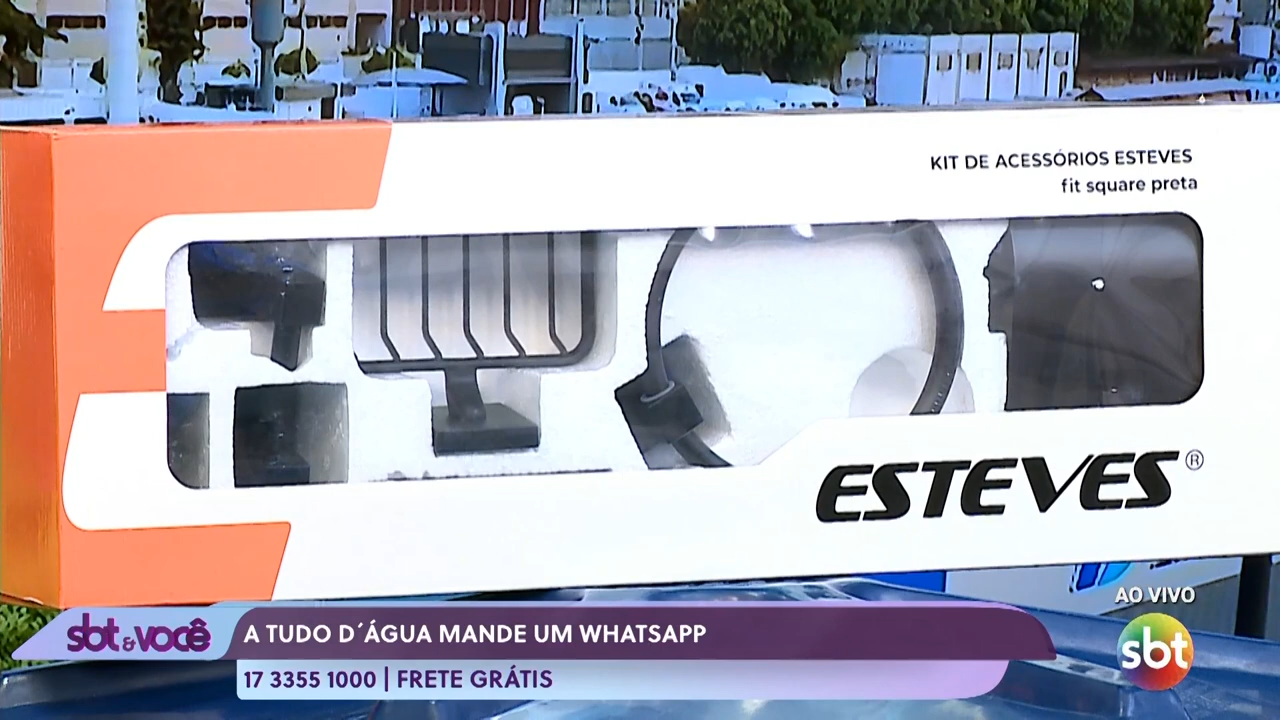 KIT DE ACESSÓRIOS ESTEVES
fit square preta
ESTEVES®
AO VIVO
sbt
sbt&você
A TUDO D´ÁGUA MANDE UM WHATSAPP
17 3355 1000 | FRETE GRÁTIS